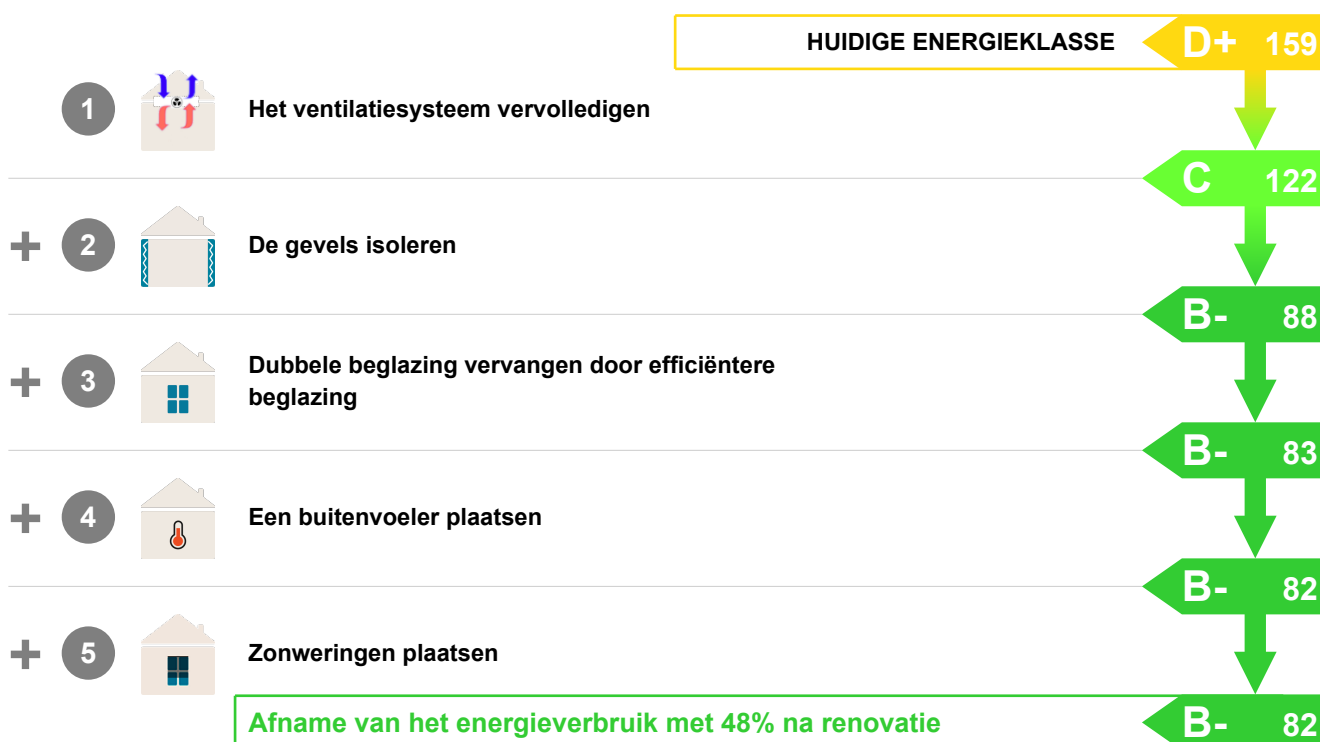 HUIDIGE ENERGIEKLASSE D+ 159
1 Het ventilatiesysteem vervolledigen
C 122
+ 2 De gevels isoleren
B- 88
+ 3 Dubbele beglazing vervangen door efficiëntere
beglazing
B- 83
+ 4 Een buitenvoeler plaatsen
B- 82
+ 5 Zonweringen plaatsen
Afname van het energieverbruik met 48% na renovatie B- 82